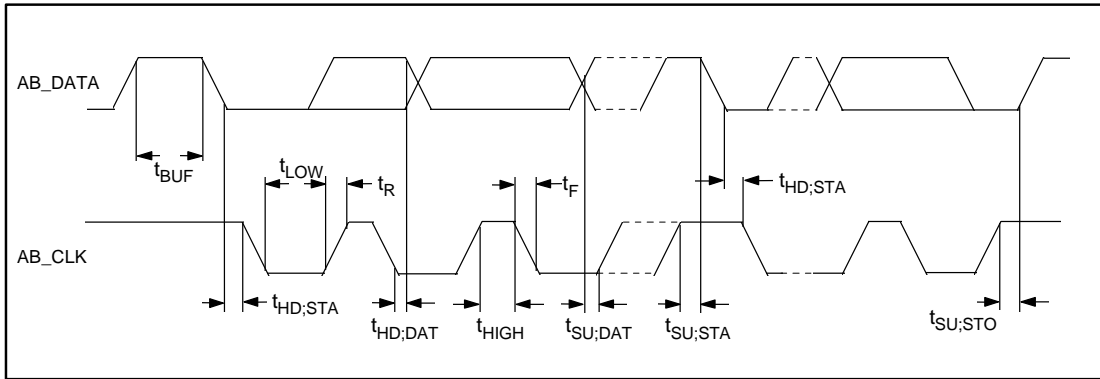 AB_DATA
tBUF
tLOW
tR
tF
tHD;STA
AB_CLK
tHD;STA
tHD;DAT
tHIGH
tSU;DAT
tSU;STA
tSU;STO